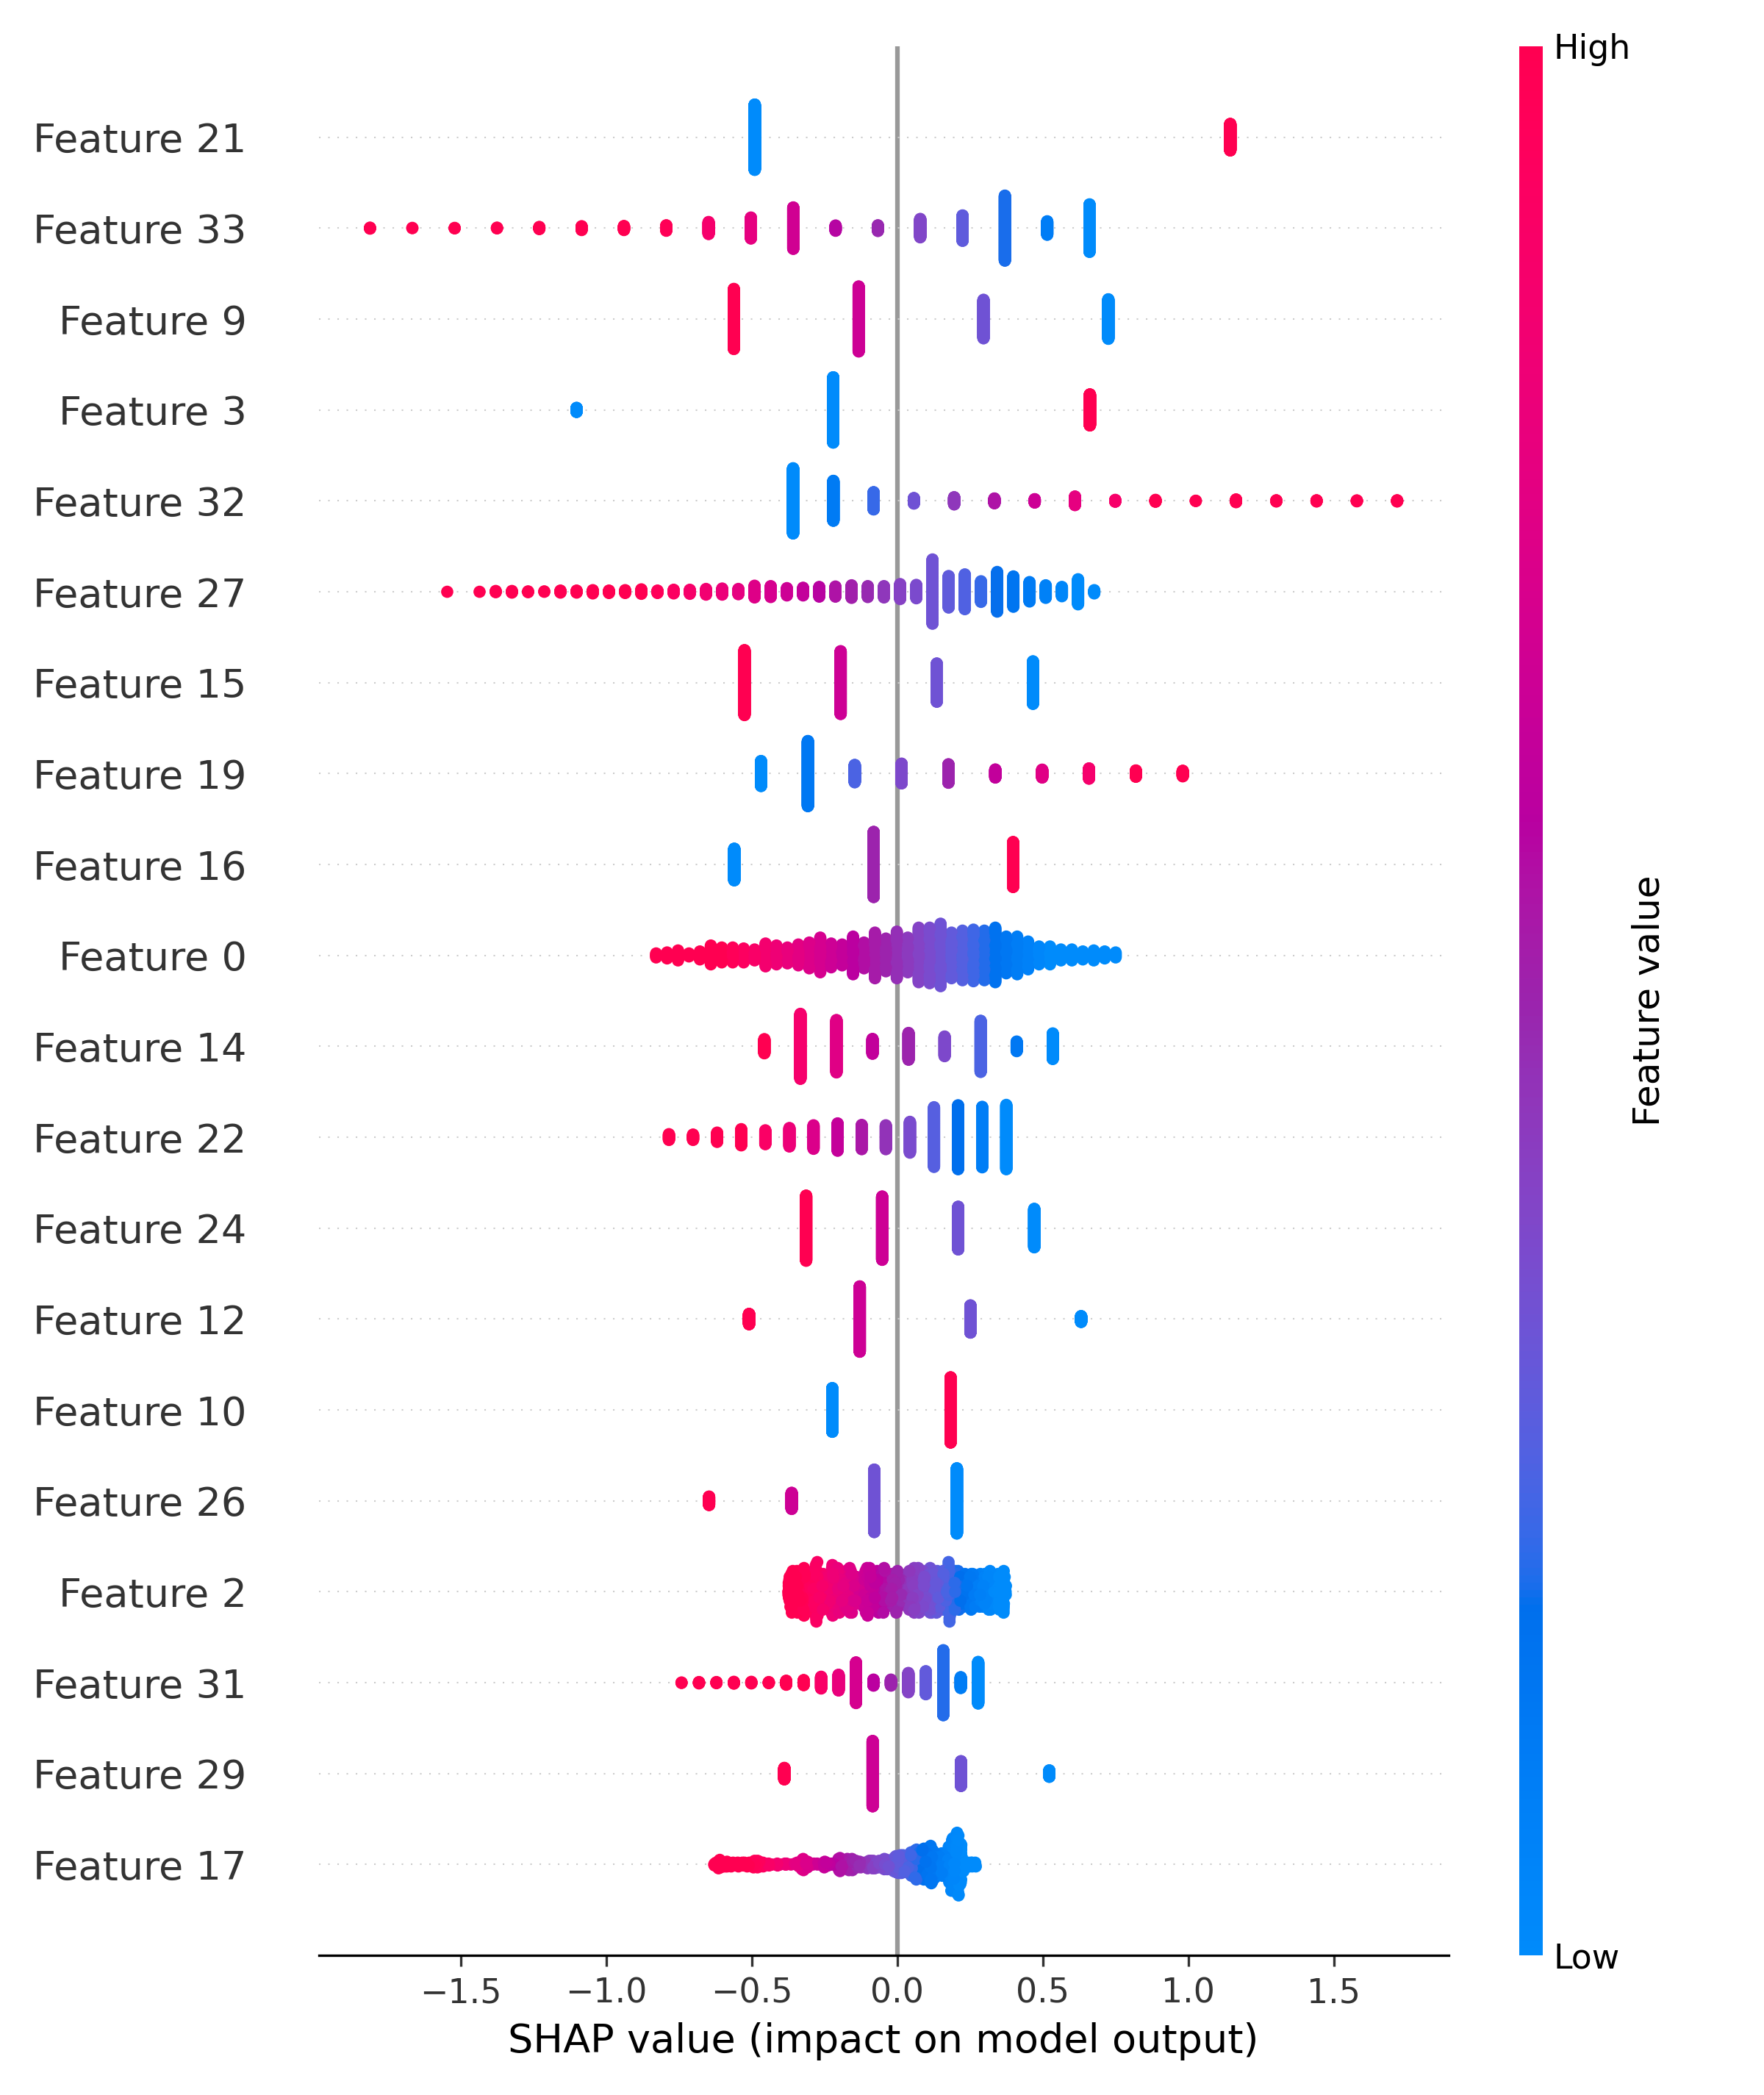 High
Feature 21
Feature 33
Feature 9
Feature 3
Feature 32
Feature 27
Feature 15
Feature 19
Feature 16
Feature 0
Feature 14
Feature 22
Feature 24
Feature 12
Feature 10
Feature 26
Feature 2
Feature 31
Feature 29
Feature 17
Feature value
Low
−1.5 −1.0 −0.5 0.0 0.5 1.0 1.5
SHAP value (impact on model output)